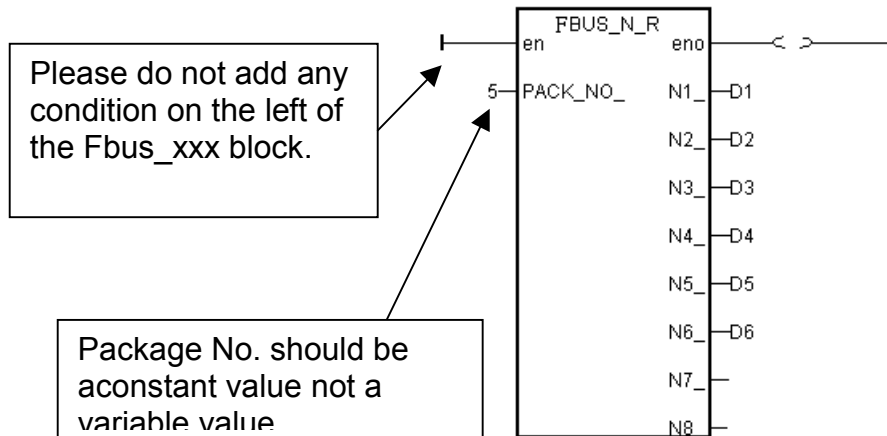 FBUS_N_R
en eno
Please do not add any
condition on the left of
the Fbus_xxx block.
5 PACK_NO_ N1_ D1
N2_ D2
N3_ D3
N4_ D4
N5_ D5
N6_ D6
N7_
N8
Package No. should be
aconstant value not a
variable value